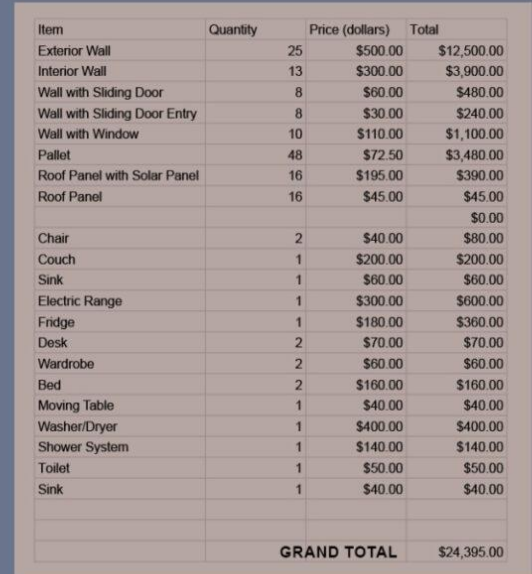 Item Quantity Price (dollars) Total
Exterior Wall 25 $500.00 $12,500.00
Interior Wall 13 $300.00 $3,900.00
Wall with Sliding Door 8 $60.00 $480.00
Wall with Sliding Door Entry 8 $30.00 $240.00
Wall with Window 10 $110.00 $1,100.00
Pallet 48 $72.50 $3,480.00
Roof Panel with Solar Panel 16 $195.00 $390.00
Roof Panel 16 $45.00 $45.00
$0.00
Chair 2 $40.00 $80.00
Couch 1 $200.00 $200.00
Sink 1 $60.00 $60.00
Electric Range 1 $300.00 $600.00
Fridge 1 $180.00 $360.00
Desk 2 $70.00 $70.00
Wardrobe 2 $60.00 $60.00
Bed 2 $160.00 $160.00
Moving Table 1 $40.00 $40.00
Washer/Dryer 1 $400.00 $400.00
Shower System 1 $140.00 $140.00
Toilet 1 $50.00 $50.00
Sink 1 $40.00 $40.00
GRAND TOTAL $24,395.00